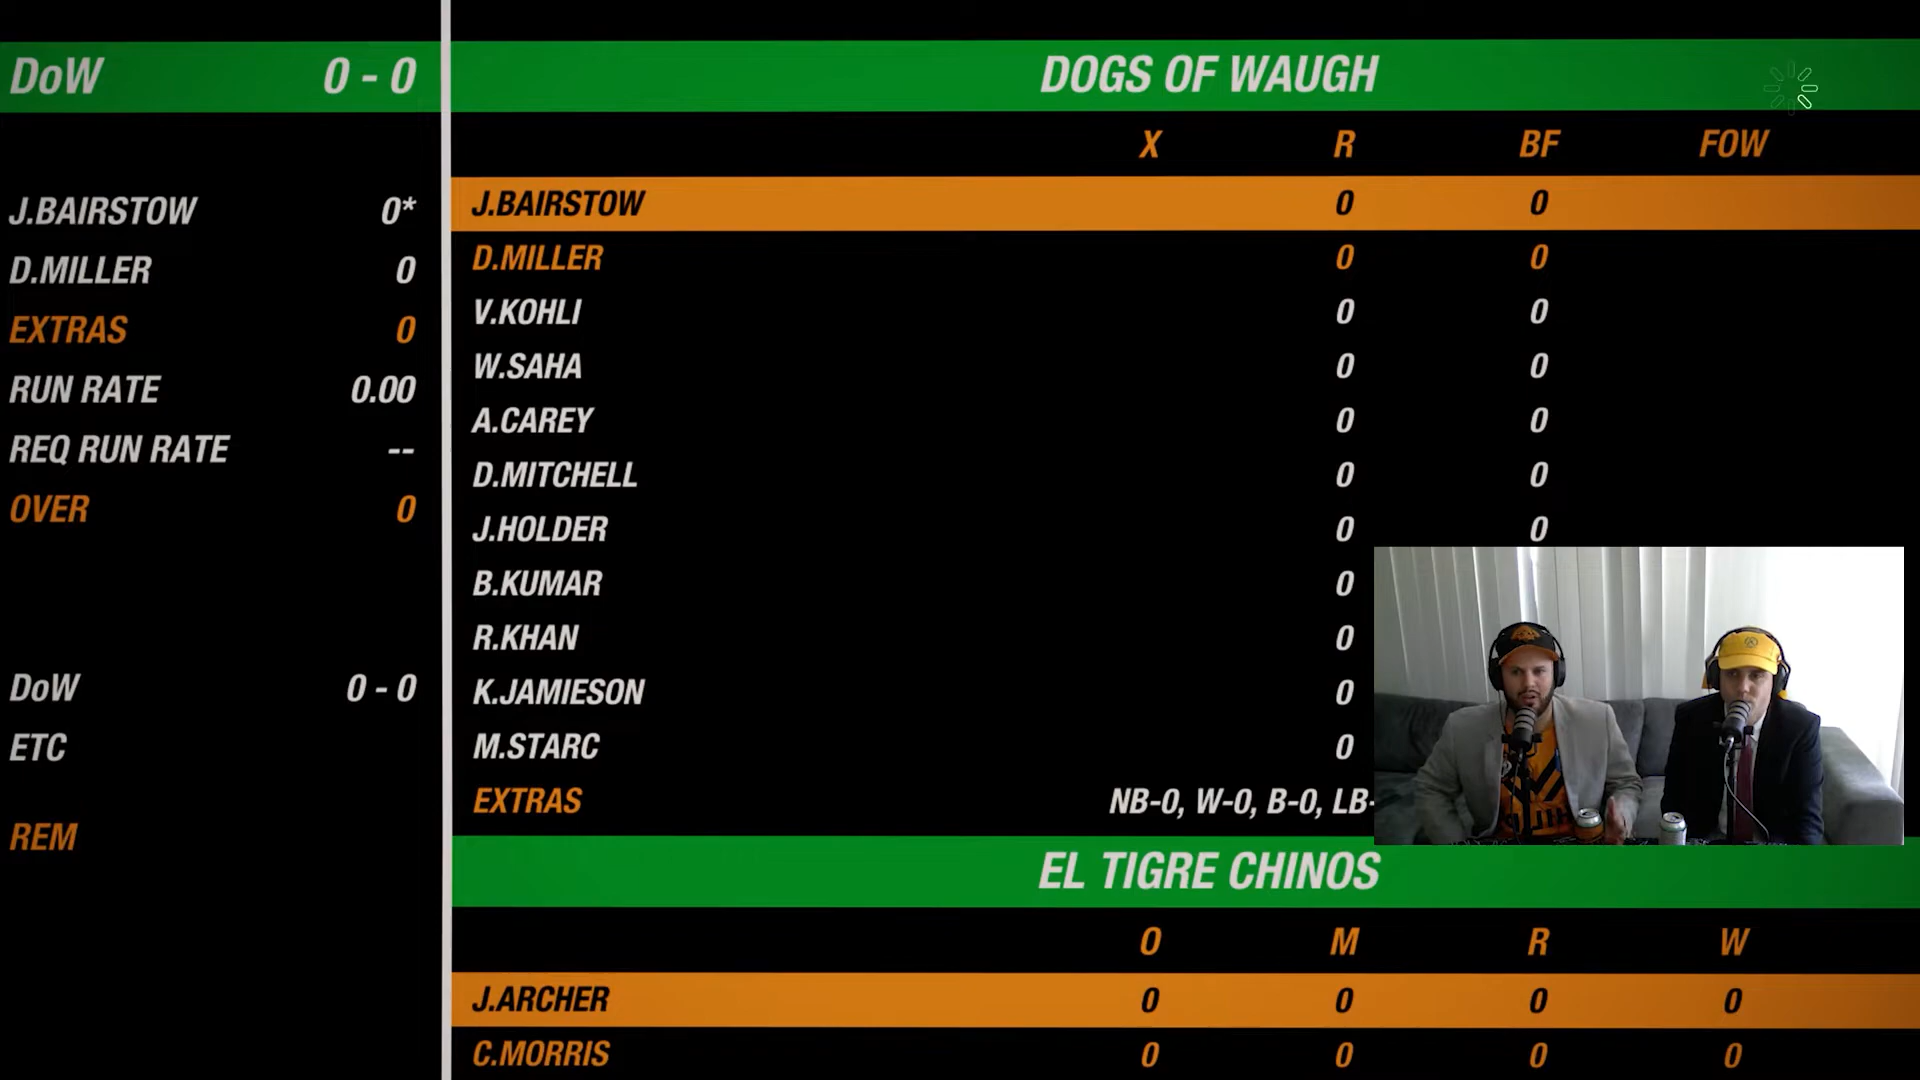 DoW 0 - 0
J.BAIRSTOW 0*
D.MILLER 0
EXTRAS 0
RUN RATE 0.00
REQ RUN RATE --
OVER 0
DoW 0 - 0
ETC
REM
DOGS OF WAUGH
X R BF FOW
J.BAIRSTOW 0 0
D.MILLER 0 0
V.KOHLI 0 0
W.SAHA 0 0
A.CAREY 0 0
D.MITCHELL 0 0
J.HOLDER 0 0
B.KUMAR 0
R.KHAN 0
K.JAMIESON 0
M.STARC 0
EXTRAS NB-0, W-0, B-0, LB-
EL TIGRE CHINOS
O M R W
J.ARCHER 0 0 0 0
C.MORRIS 0 0 0 0